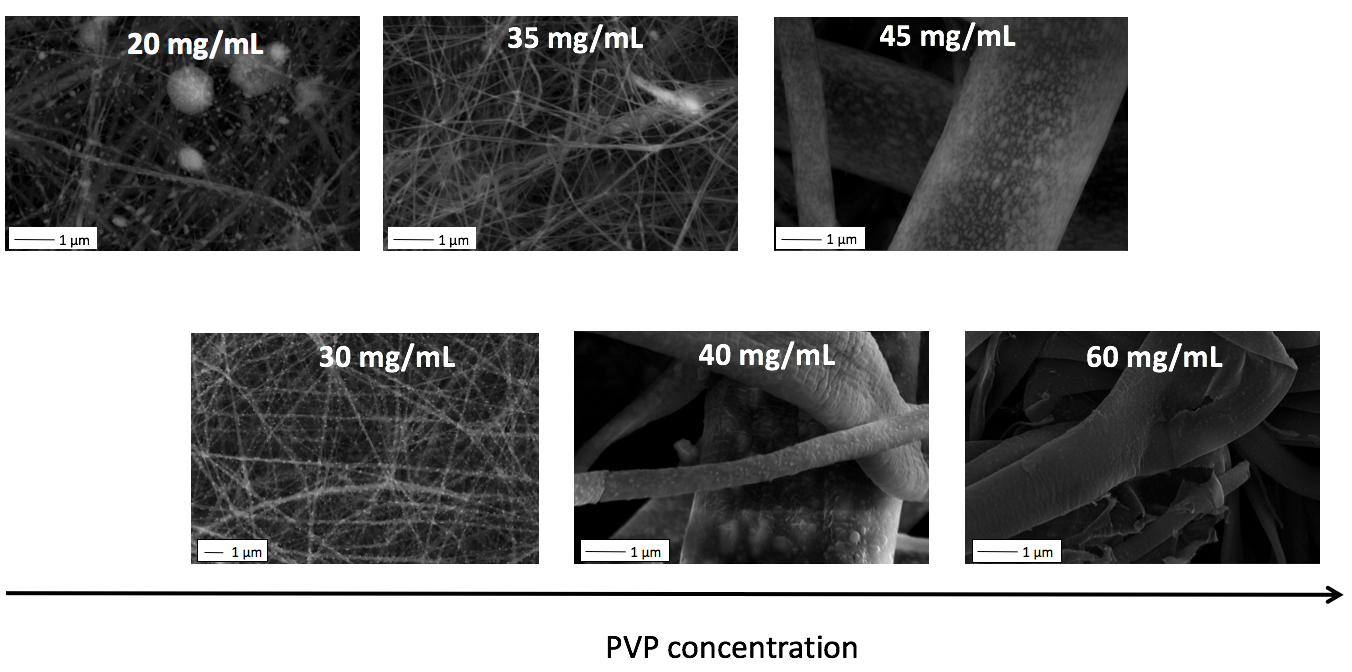 20 mg/mL
35 mg/mL
45 mg/mL
1 µm
1 µm
1 µm
30 mg/mL
40 mg/mL
60 mg/mL
1 µm
1 µm
1 µm
PVP concentration